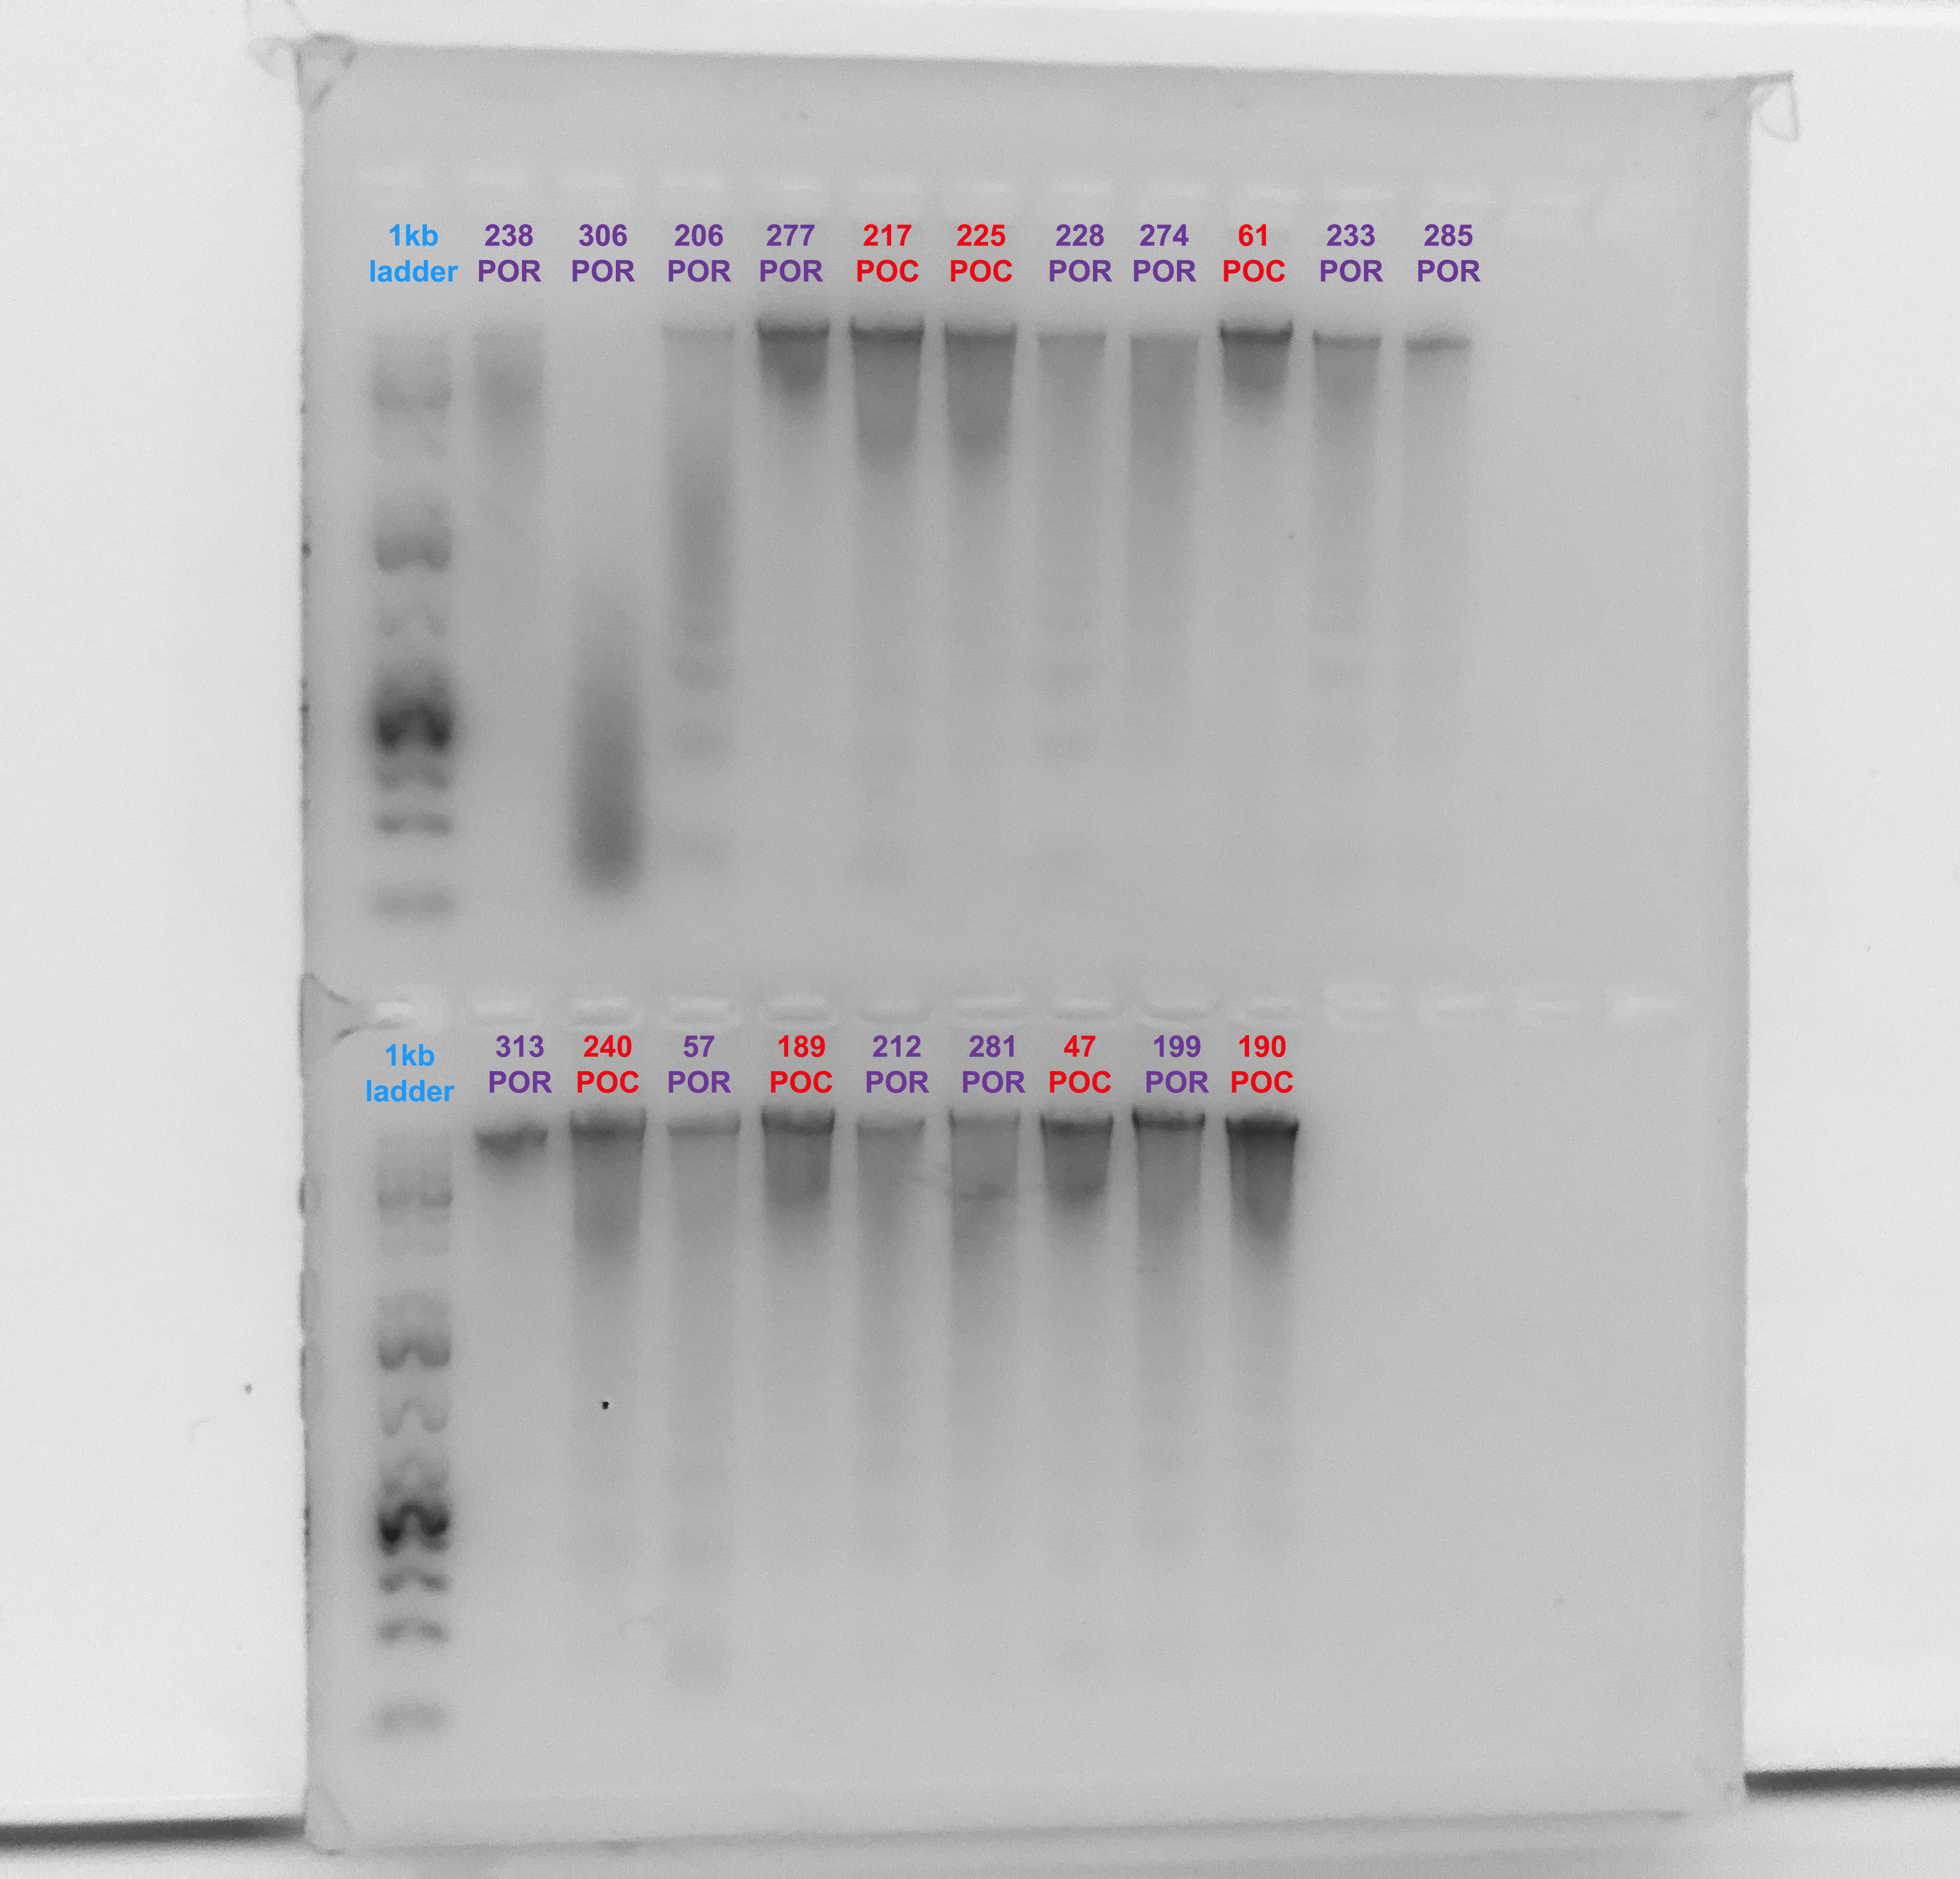 1kb 238 306 206 277 217 225 228 274 61 233 285
ladder POR POR POR POR POC POC POR POR POC POR POR
1kb 313 240 57 189 212 281 47 199 190
ladder POR POC POR POC POR POR POC POR POC